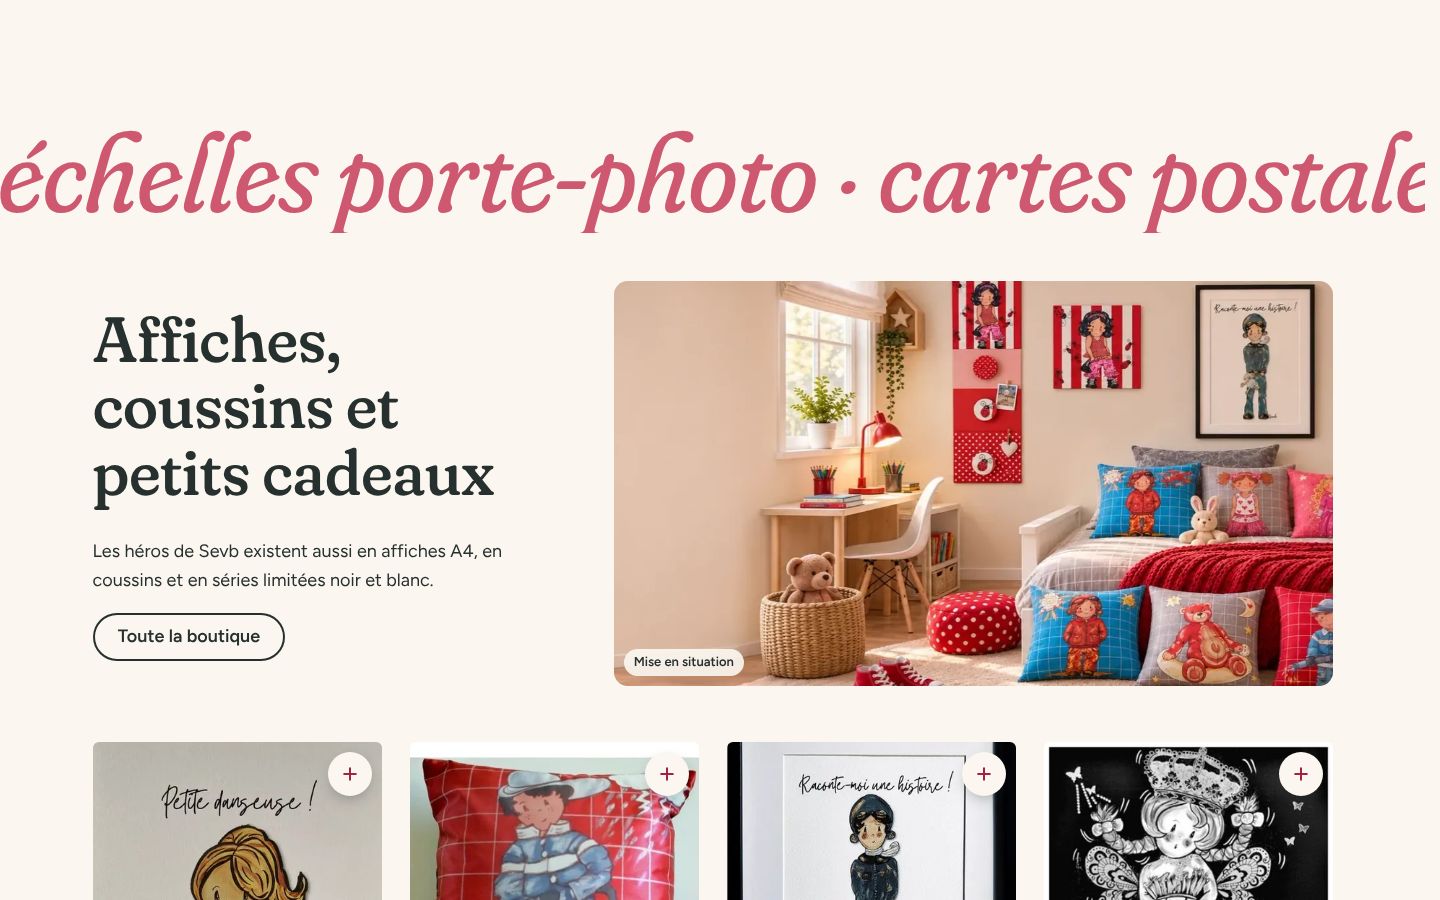 échelles porte-photo · cartes postale
Affiches,
coussins et
petits cadeaux
Les héros de Sevb existent aussi en affiches A4, en
coussins et en séries limitées noir et blanc.
Toute la boutique
Raconte-moi une histoire !
Mise en situation
Petite danseuse !
Raconte-moi une histoire !